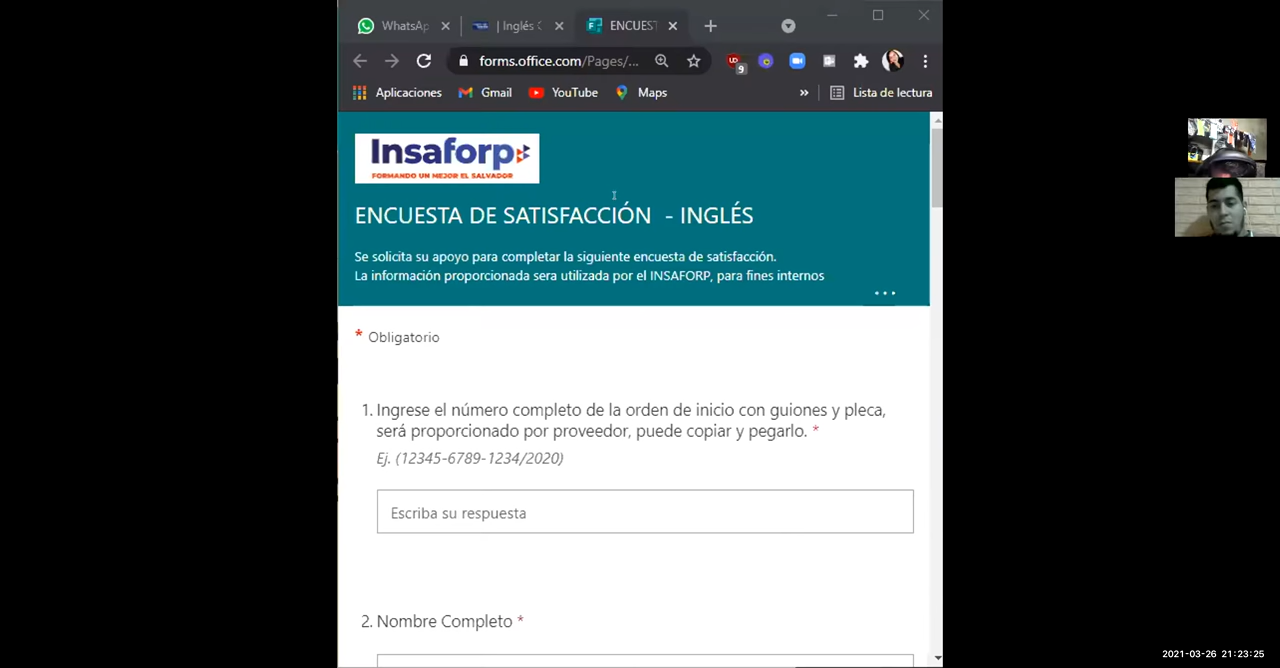 WhatsAp
| Inglés C
ENCUEST
forms.office.com/Pages/...
UD
9
Aplicaciones
Gmail
YouTube
Maps
»
Lista de lectura
Insaforp
FORMANDO UN MEJOR EL SALVADOR
ENCUESTA DE SATISFACCIÓN - INGLÉS
Se solicita su apoyo para completar la siguiente encuesta de satisfacción.
La información proporcionada sera utilizada por el INSAFORP, para fines internos
...
* Obligatorio
1. Ingrese el número completo de la orden de inicio con guiones y pleca,
será proporcionado por proveedor, puede copiar y pegarlo. *
Ej. (12345-6789-1234/2020)
Escriba su respuesta
2. Nombre Completo *
2021-03-26 21:23:25